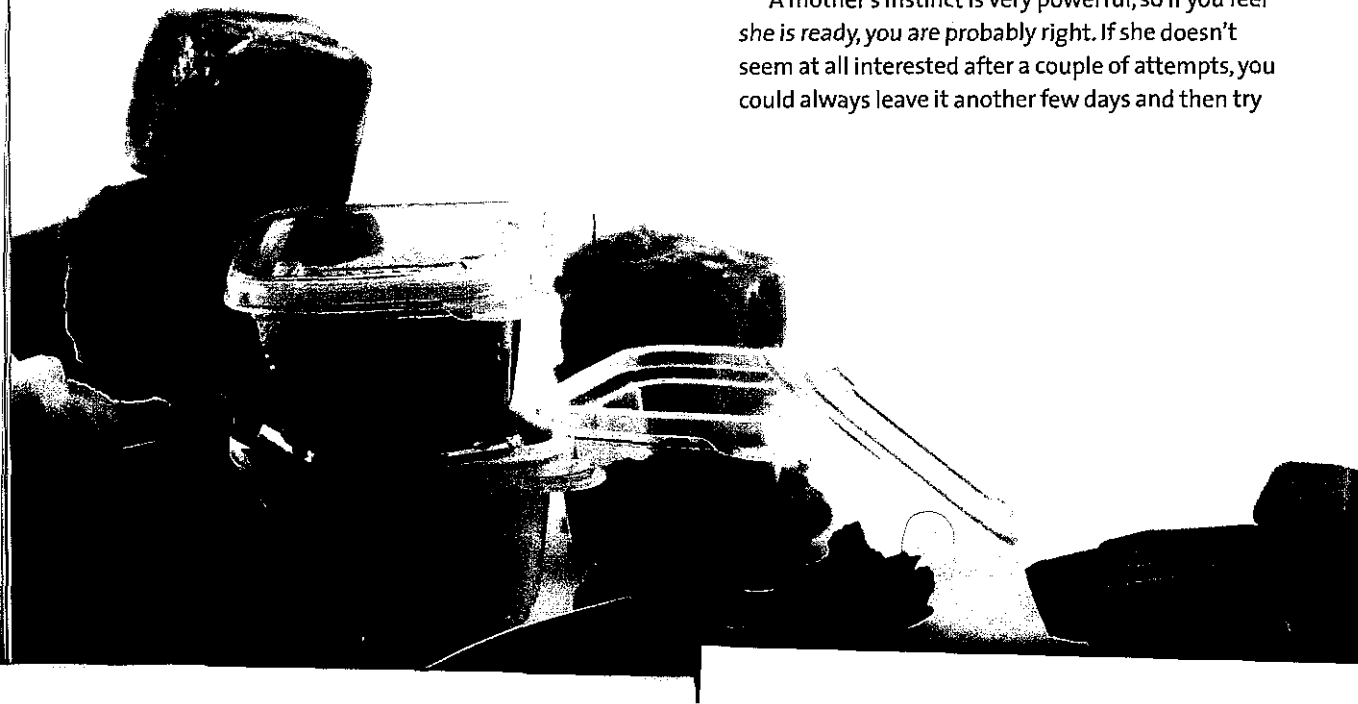 A mother's instinct is very powerful, so if you feel
she is ready, you are probably right. If she doesn't
seem at all interested after a couple of attempts, you
could always leave it another few days and then try